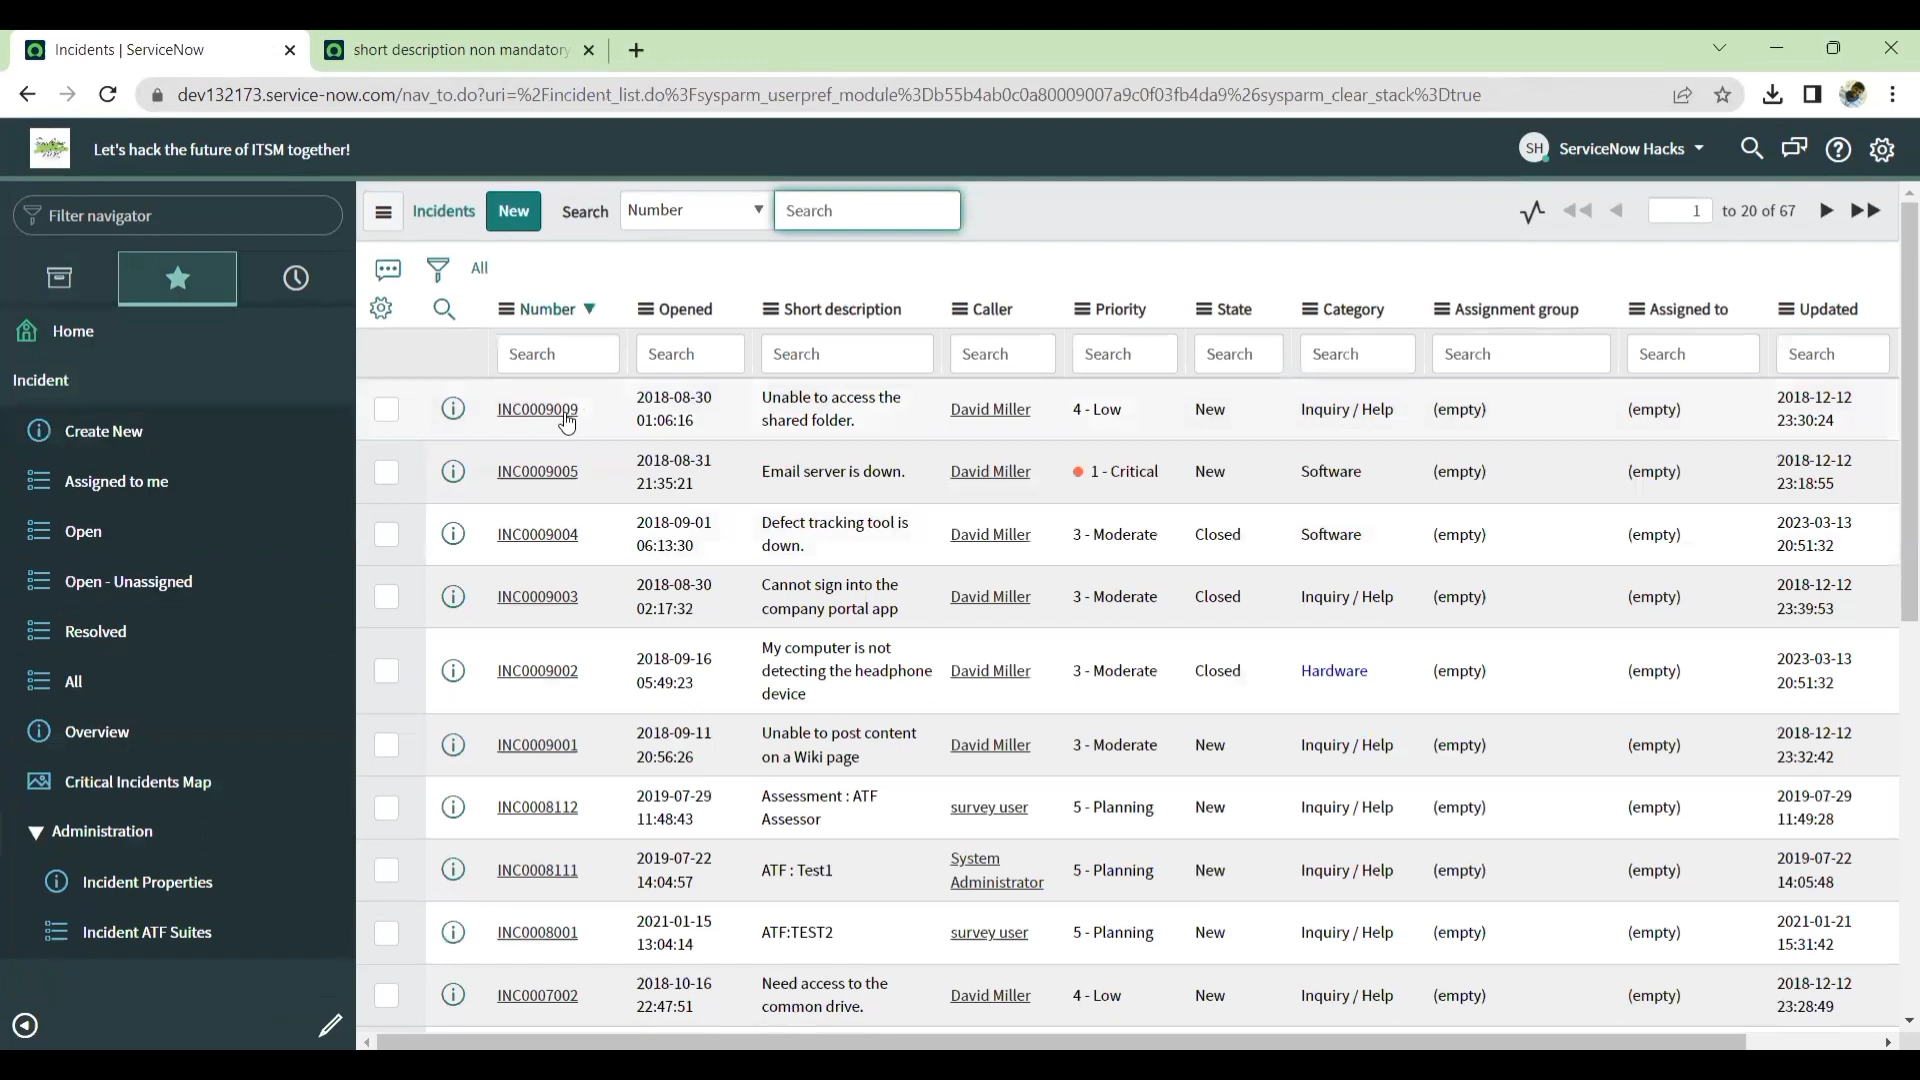 Incidents | ServiceNow
short description non mandatory
dev132173.service-now.com/nav_to.do?uri=%2Fincident_list.do%3Fsysparm_userpref_module%3Db55b4ab0c0a80009007a9c0f03fb4da9%26sysparm_clear_stack%3Dtrue
Let's hack the future of ITSM together!
SH ServiceNow Hacks
Filter navigator
Home
Incident
Create New
Assigned to me
Open
Open - Unassigned
Resolved
All
Overview
Critical Incidents Map
Administration
Incident Properties
Incident ATF Suites
Incidents New Search Number Search 1 to 20 of 67
All
Number Opened Short description Caller Priority State Category Assignment group Assigned to Updated
Search Search Search Search Search Search Search Search Search Search
INC0009009 2018-08-30 01:06:16 Unable to access the shared folder. David Miller 4 - Low New Inquiry / Help (empty) (empty) 2018-12-12 23:30:24
INC0009005 2018-08-31 21:35:21 Email server is down. David Miller 1 - Critical New Software (empty) (empty) 2018-12-12 23:18:55
INC0009004 2018-09-01 06:13:30 Defect tracking tool is down. David Miller 3 - Moderate Closed Software (empty) (empty) 2023-03-13 20:51:32
INC0009003 2018-08-30 02:17:32 Cannot sign into the company portal app David Miller 3 - Moderate Closed Inquiry / Help (empty) (empty) 2018-12-12 23:39:53
INC0009002 2018-09-16 05:49:23 My computer is not detecting the headphone device David Miller 3 - Moderate Closed Hardware (empty) (empty) 2023-03-13 20:51:32
INC0009001 2018-09-11 20:56:26 Unable to post content on a Wiki page David Miller 3 - Moderate New Inquiry / Help (empty) (empty) 2018-12-12 23:32:42
INC0008112 2019-07-29 11:48:43 Assessment : ATF Assessor survey user 5 - Planning New Inquiry / Help (empty) (empty) 2019-07-29 11:49:28
INC0008111 2019-07-22 14:04:57 ATF : Test1 System Administrator 5 - Planning New Inquiry / Help (empty) (empty) 2019-07-22 14:05:48
INC0008001 2021-01-15 13:04:14 ATF:TEST2 survey user 5 - Planning New Inquiry / Help (empty) (empty) 2021-01-21 15:31:42
INC0007002 2018-10-16 22:47:51 Need access to the common drive. David Miller 4 - Low New Inquiry / Help (empty) (empty) 2018-12-12 23:28:49